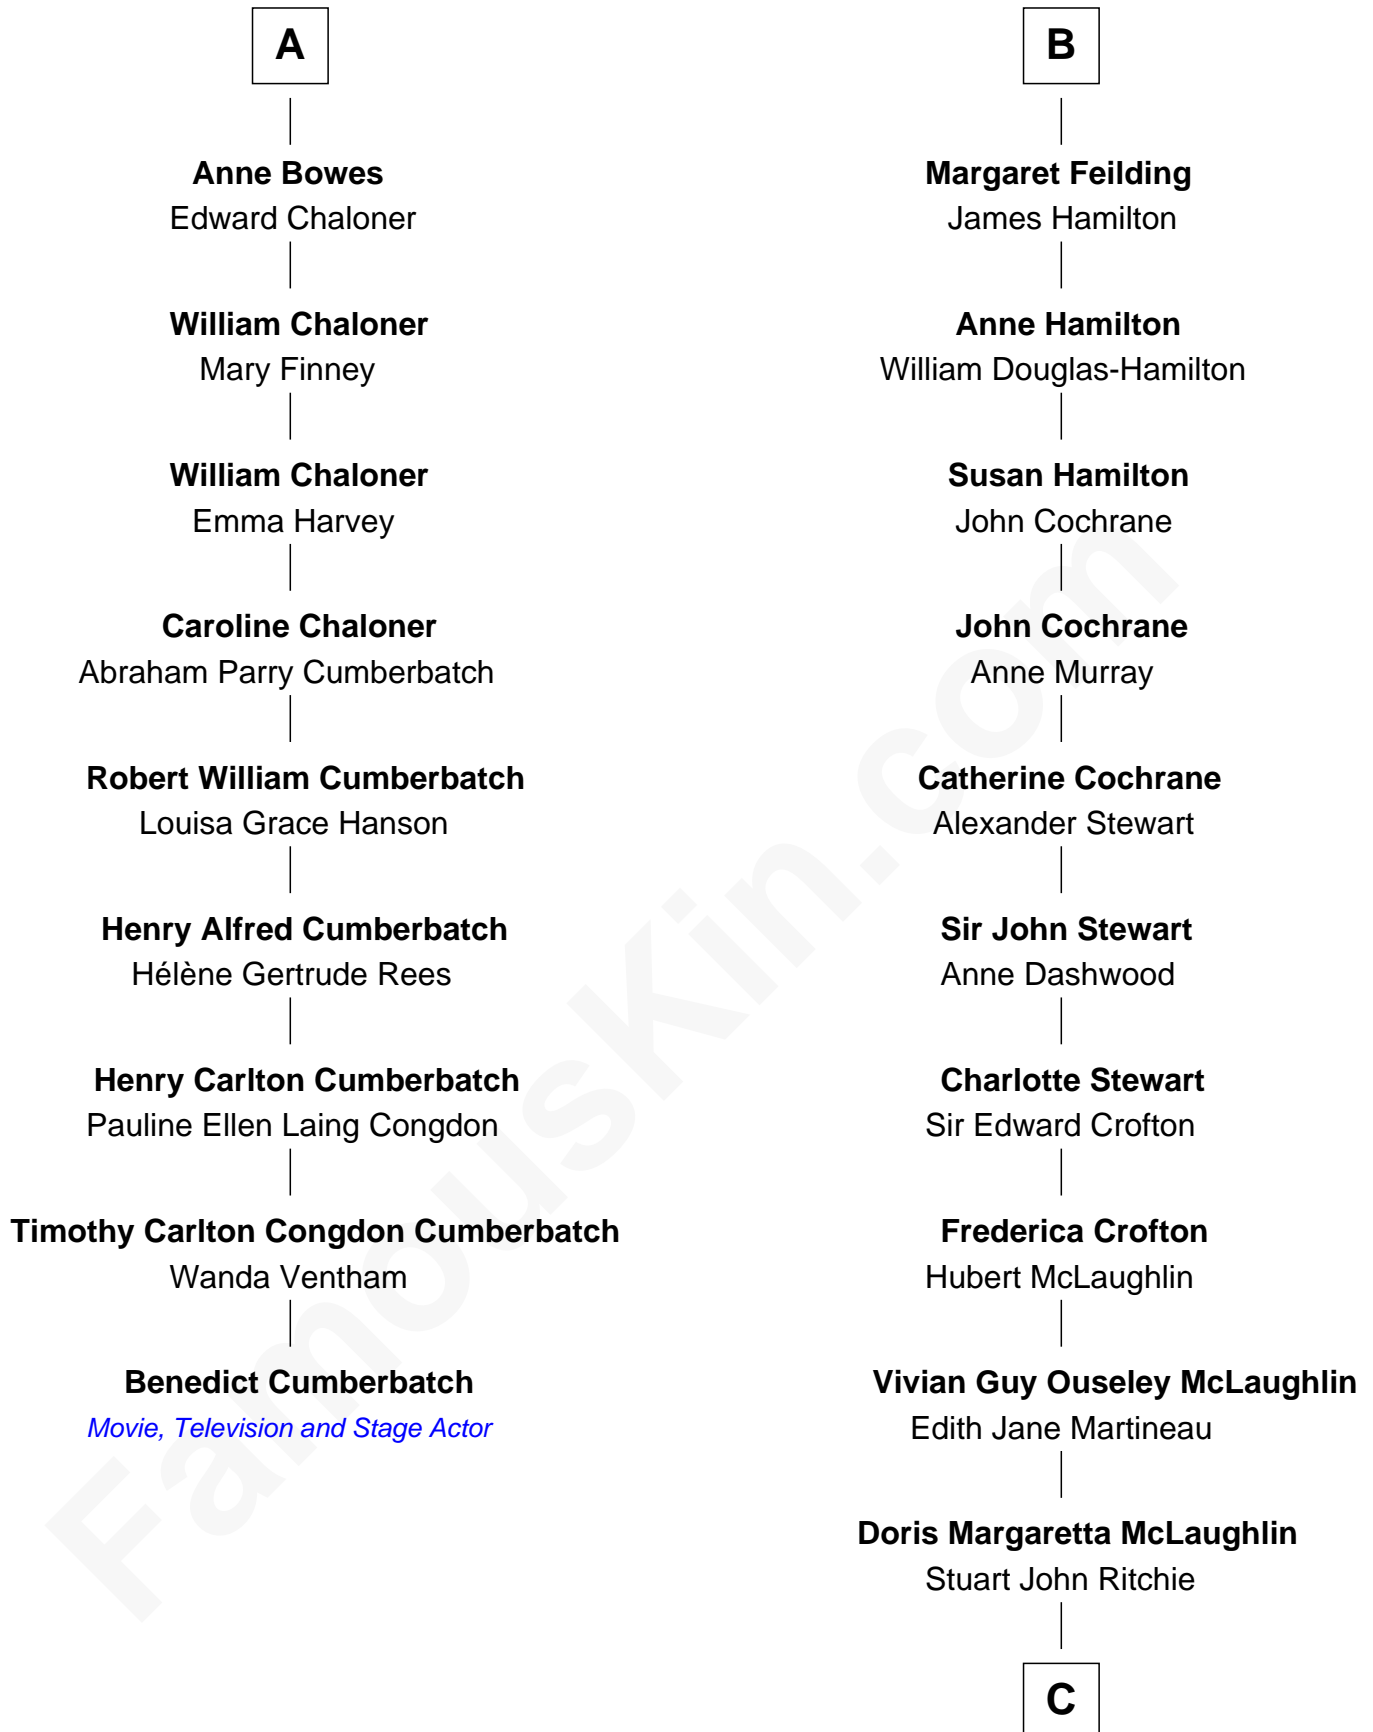 A
Anne Bowes
Edward Chaloner
William Chaloner
Mary Finney
William Chaloner
Emma Harvey
Caroline Chaloner
Abraham Parry Cumberbatch
Robert William Cumberbatch
Louisa Grace Hanson
Henry Alfred Cumberbatch
Hélène Gertrude Rees
Henry Carlton Cumberbatch
Pauline Ellen Laing Congdon
Timothy Carlton Congdon Cumberbatch
Wanda Ventham
Benedict Cumberbatch
Movie, Television and Stage Actor
B
Margaret Feilding
James Hamilton
Anne Hamilton
William Douglas-Hamilton
Susan Hamilton
John Cochrane
John Cochrane
Anne Murray
Catherine Cochrane
Alexander Stewart
Sir John Stewart
Anne Dashwood
Charlotte Stewart
Sir Edward Crofton
Frederica Crofton
Hubert McLaughlin
Vivian Guy Ouseley McLaughlin
Edith Jane Martineau
Doris Margaretta McLaughlin
Stuart John Ritchie
C
FamousKin.com